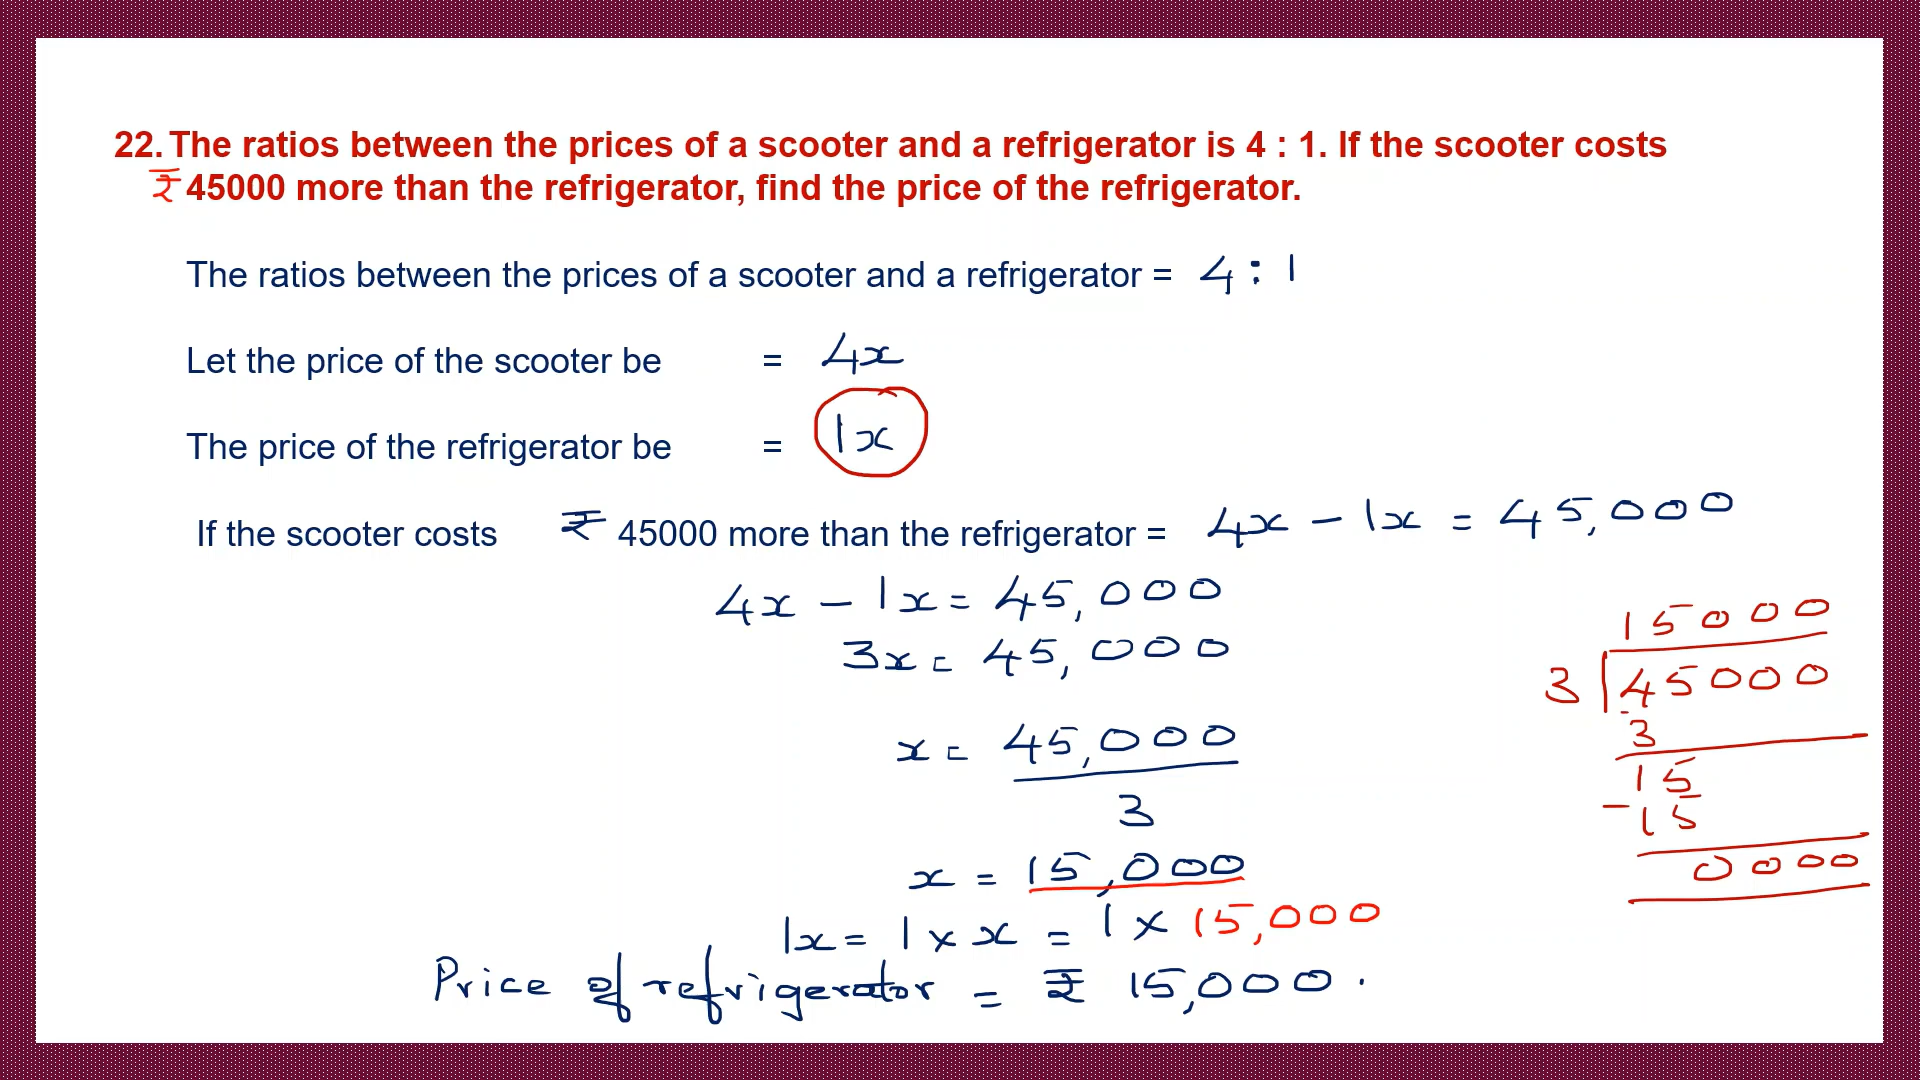 22. The ratios between the prices of a scooter and a refrigerator is 4 : 1. If the scooter costs
₹ 45000 more than the refrigerator, find the price of the refrigerator.
The ratios between the prices of a scooter and a refrigerator = 4 : 1
Let the price of the scooter be = 4x
The price of the refrigerator be = 1x
If the scooter costs ₹ 45000 more than the refrigerator = 4x - 1x = 45,000
4x - 1x = 45,000
3x = 45,000
x = 45,000
3
x = 15,000
1x = 1 × x = 1 × 15,000
Price of refrigerator = ₹ 15,000.
15000
3 45000
3
15
- 15
0000